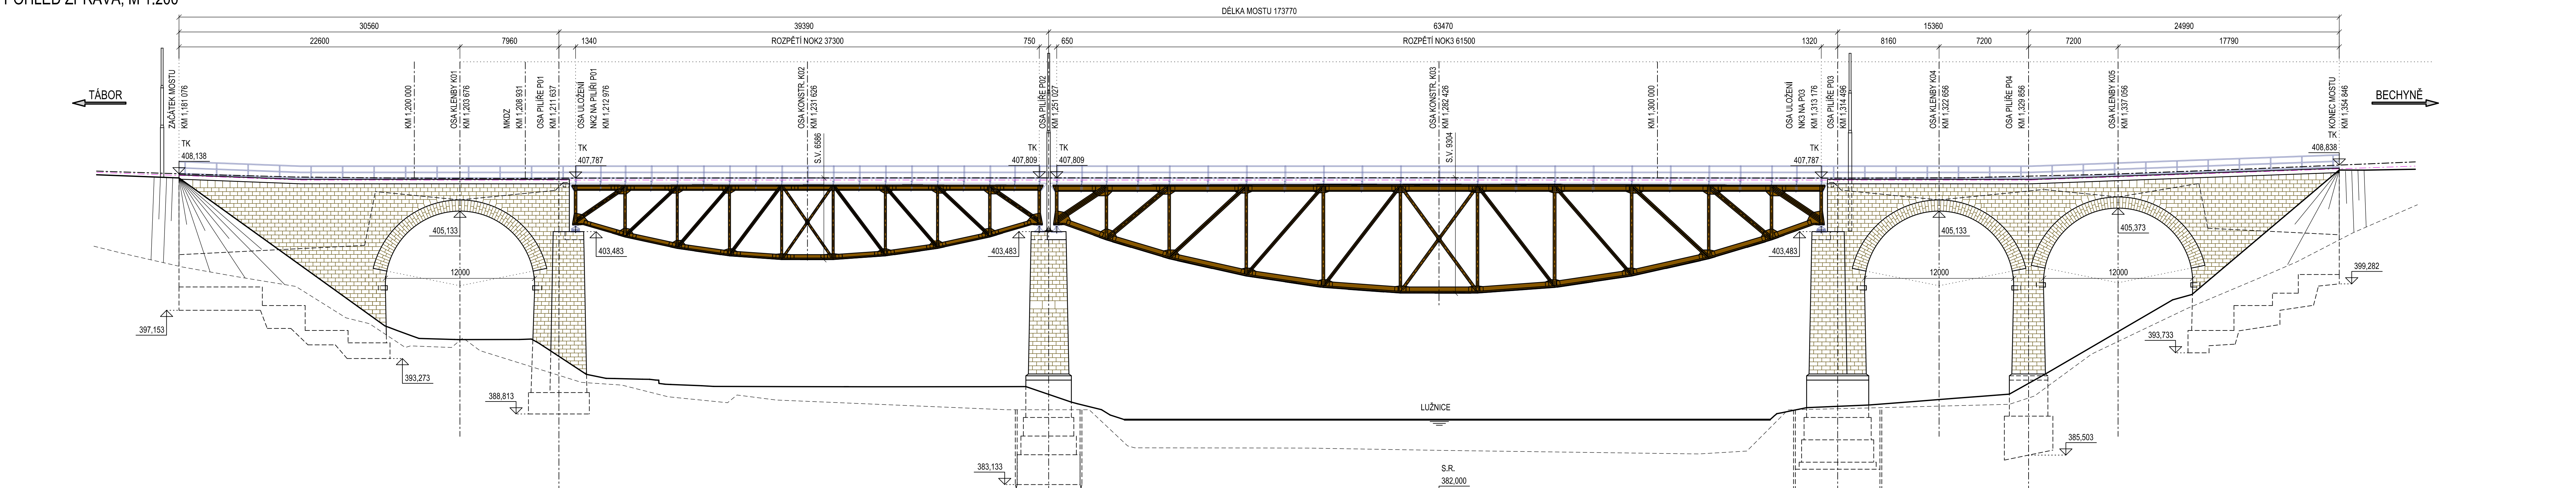 POHLED ZPRAVA, M 1:200
DÉLKA MOSTU 173770
30560 39390 63470 15360 24990
22600 7960 1340 ROZPĚTÍ NOK2 37300 750 650 ROZPĚTÍ NOK3 61500 1320 8160 7200 7200 17790
TÁBOR
BECHYNĚ
ZAČÁTEK MOSTU
KM 1,181 076
KM 1,200 000
OSA KLENBY K01
KM 1,203 676
MKDZ
KM 1,208 931
OSA PILÍŘE P01
KM 1,211 637
OSA ULOŽENÍ
NK2 NA PILÍŘI P01
KM 1,212 976
OSA KONSTR. K02
KM 1,231 626
S.V. 6586
OSA PILÍŘE P02
KM 1,251 027
OSA KONSTR. K03
KM 1,282 426
S.V. 9304
KM 1,300 000
OSA ULOŽENÍ
NK3 NA P03
KM 1,313 176
OSA PILÍŘE P03
KM 1,314 496
OSA KLENBY K04
KM 1,322 656
OSA PILÍŘE P04
KM 1,329 856
OSA KLENBY K05
KM 1,337 056
KONEC MOSTU
KM 1,354 846
TK
408,138
TK
407,787
TK
407,809
TK
407,809
TK
407,787
TK
408,838
405,133
403,483
403,483
403,483
405,133
405,373
12000
12000
12000
399,282
397,153
393,273
393,733
388,813
LUŽNICE
385,503
383,133
S.R.
382,000